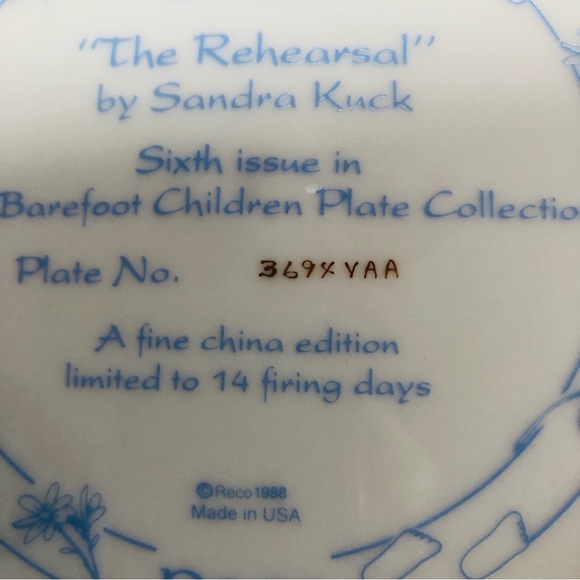 "The Rehearsal"
by Sandra Kuck
Sixth issue in
Barefoot Children Plate Collectio
Plate No. 369XVAA
A fine china edition
limited to 14 firing days
©Reco1988
Made in USA